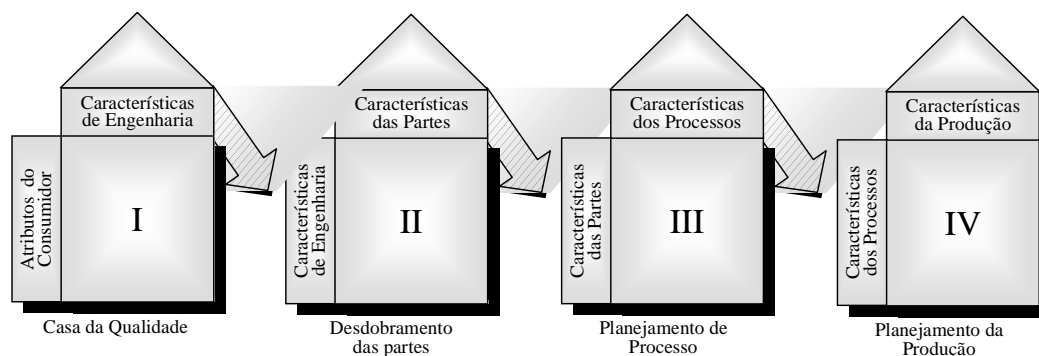 Características
de Engenharia
Atributos do
Consumidor
I
Casa da Qualidade
Características
das Partes
Características
de Engenharia
II
Desdobramento
das partes
Características
dos Processos
Características
das Partes
III
Planejamento de
Processo
Características
da Produção
Características
dos Processos
IV
Planejamento da
Produção